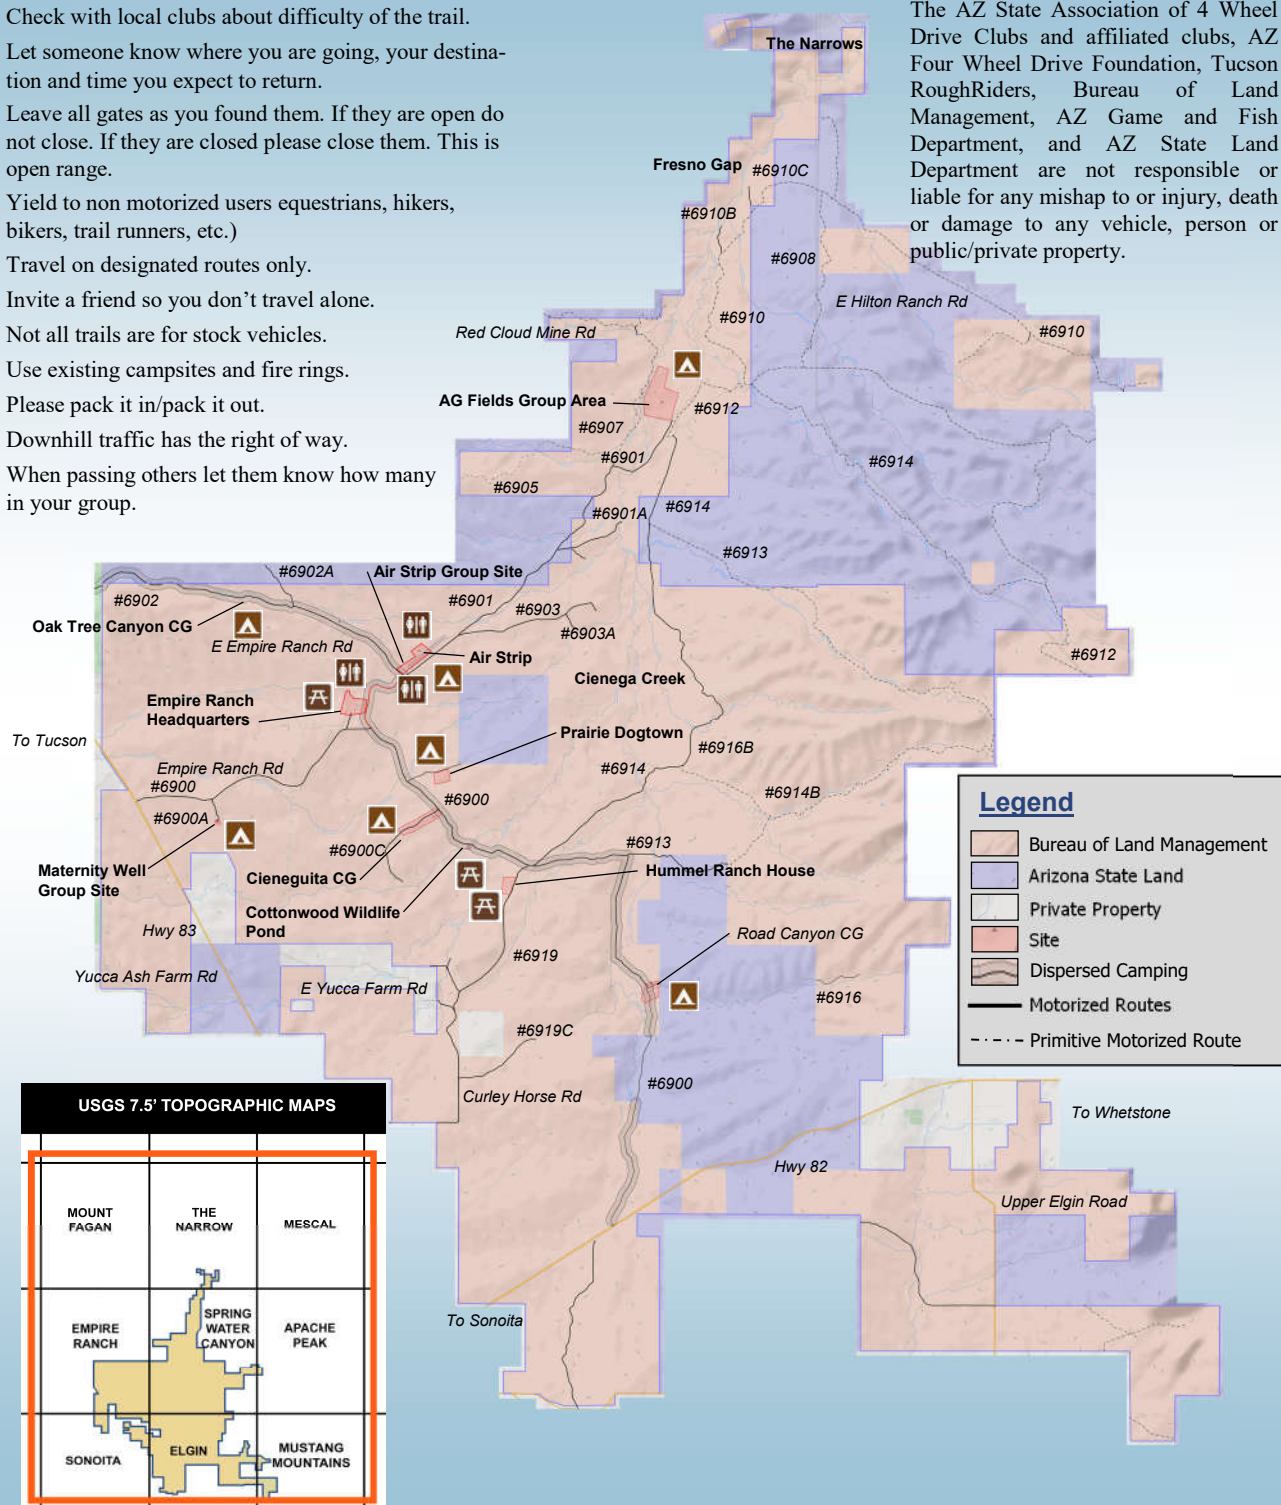 Check with local clubs about difficulty of the trail.
Let someone know where you are going, your destina-
tion and time you expect to return.
Leave all gates as you found them. If they are open do
not close. If they are closed please close them. This is
open range.
Yield to non motorized users equestrians, hikers,
bikers, trail runners, etc.)
Travel on designated routes only.
Invite a friend so you don’t travel alone.
Not all trails are for stock vehicles.
Use existing campsites and fire rings.
Please pack it in/pack it out.
Downhill traffic has the right of way.
When passing others let them know how many
in your group.
The AZ State Association of 4 Wheel
Drive Clubs and affiliated clubs, AZ
Four Wheel Drive Foundation, Tucson
RoughRiders, Bureau of Land
Management, AZ Game and Fish
Department, and AZ State Land
Department are not responsible or
liable for any mishap to or injury, death
or damage to any vehicle, person or
public/private property.
The Narrows
Fresno Gap
#6910C
#6910B
#6908
E Hilton Ranch Rd
#6910
#6910
Red Cloud Mine Rd
AG Fields Group Area
#6912
#6907
#6901
#6914
#6905
#6901A
#6914
#6913
#6902A
Air Strip Group Site
#6902
#6901
#6903
Oak Tree Canyon CG
#6903A
E Empire Ranch Rd
Air Strip
#6912
Cienega Creek
Empire Ranch
Headquarters
Prairie Dogtown
To Tucson
#6916B
Empire Ranch Rd
#6914
#6900
#6914B
#6900
#6900A
#6900C
#6913
Maternity Well
Group Site
Cieneguita CG
Hummel Ranch House
Cottonwood Wildlife
Pond
Hwy 83
Road Canyon CG
#6919
Yucca Ash Farm Rd
E Yucca Farm Rd
#6916
#6919C
#6900
Curley Horse Rd
To Whetstone
Hwy 82
Upper Elgin Road
To Sonoita
Legend
Bureau of Land Management
Arizona State Land
Private Property
Site
Dispersed Camping
Motorized Routes
Primitive Motorized Route
USGS 7.5’ TOPOGRAPHIC MAPS
MOUNT
FAGAN
THE
NARROW
MESCAL
EMPIRE
RANCH
SPRING
WATER
CANYON
APACHE
PEAK
SONOITA
ELGIN
MUSTANG
MOUNTAINS